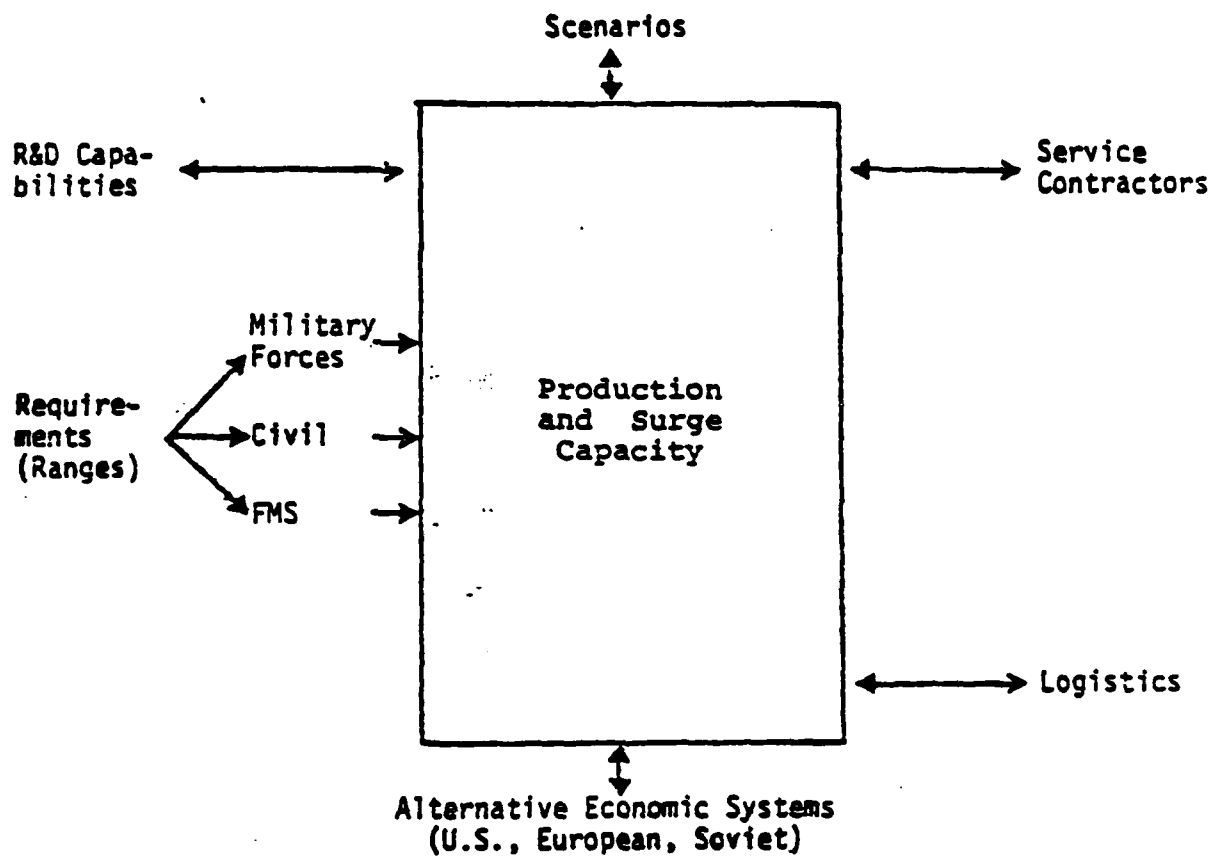 Scenarios
R&D Capa-
bilities
Service
Contractors
Military
Forces
Require-
ments
(Ranges)
Civil
FMS
Production
and Surge
Capacity
Logistics
Alternative Economic Systems
(U.S., European, Soviet)